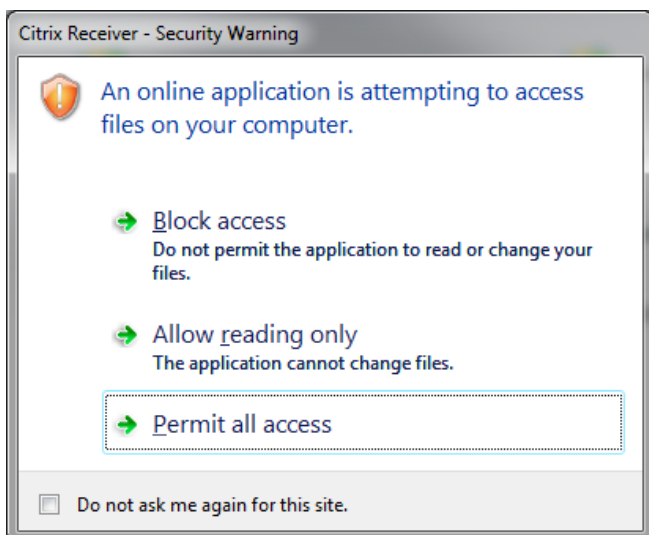 Citrix Receiver - Security Warning
An online application is attempting to access
files on your computer.
Block access
Do not permit the application to read or change your
files.
Allow reading only
The application cannot change files.
Permit all access
Do not ask me again for this site.